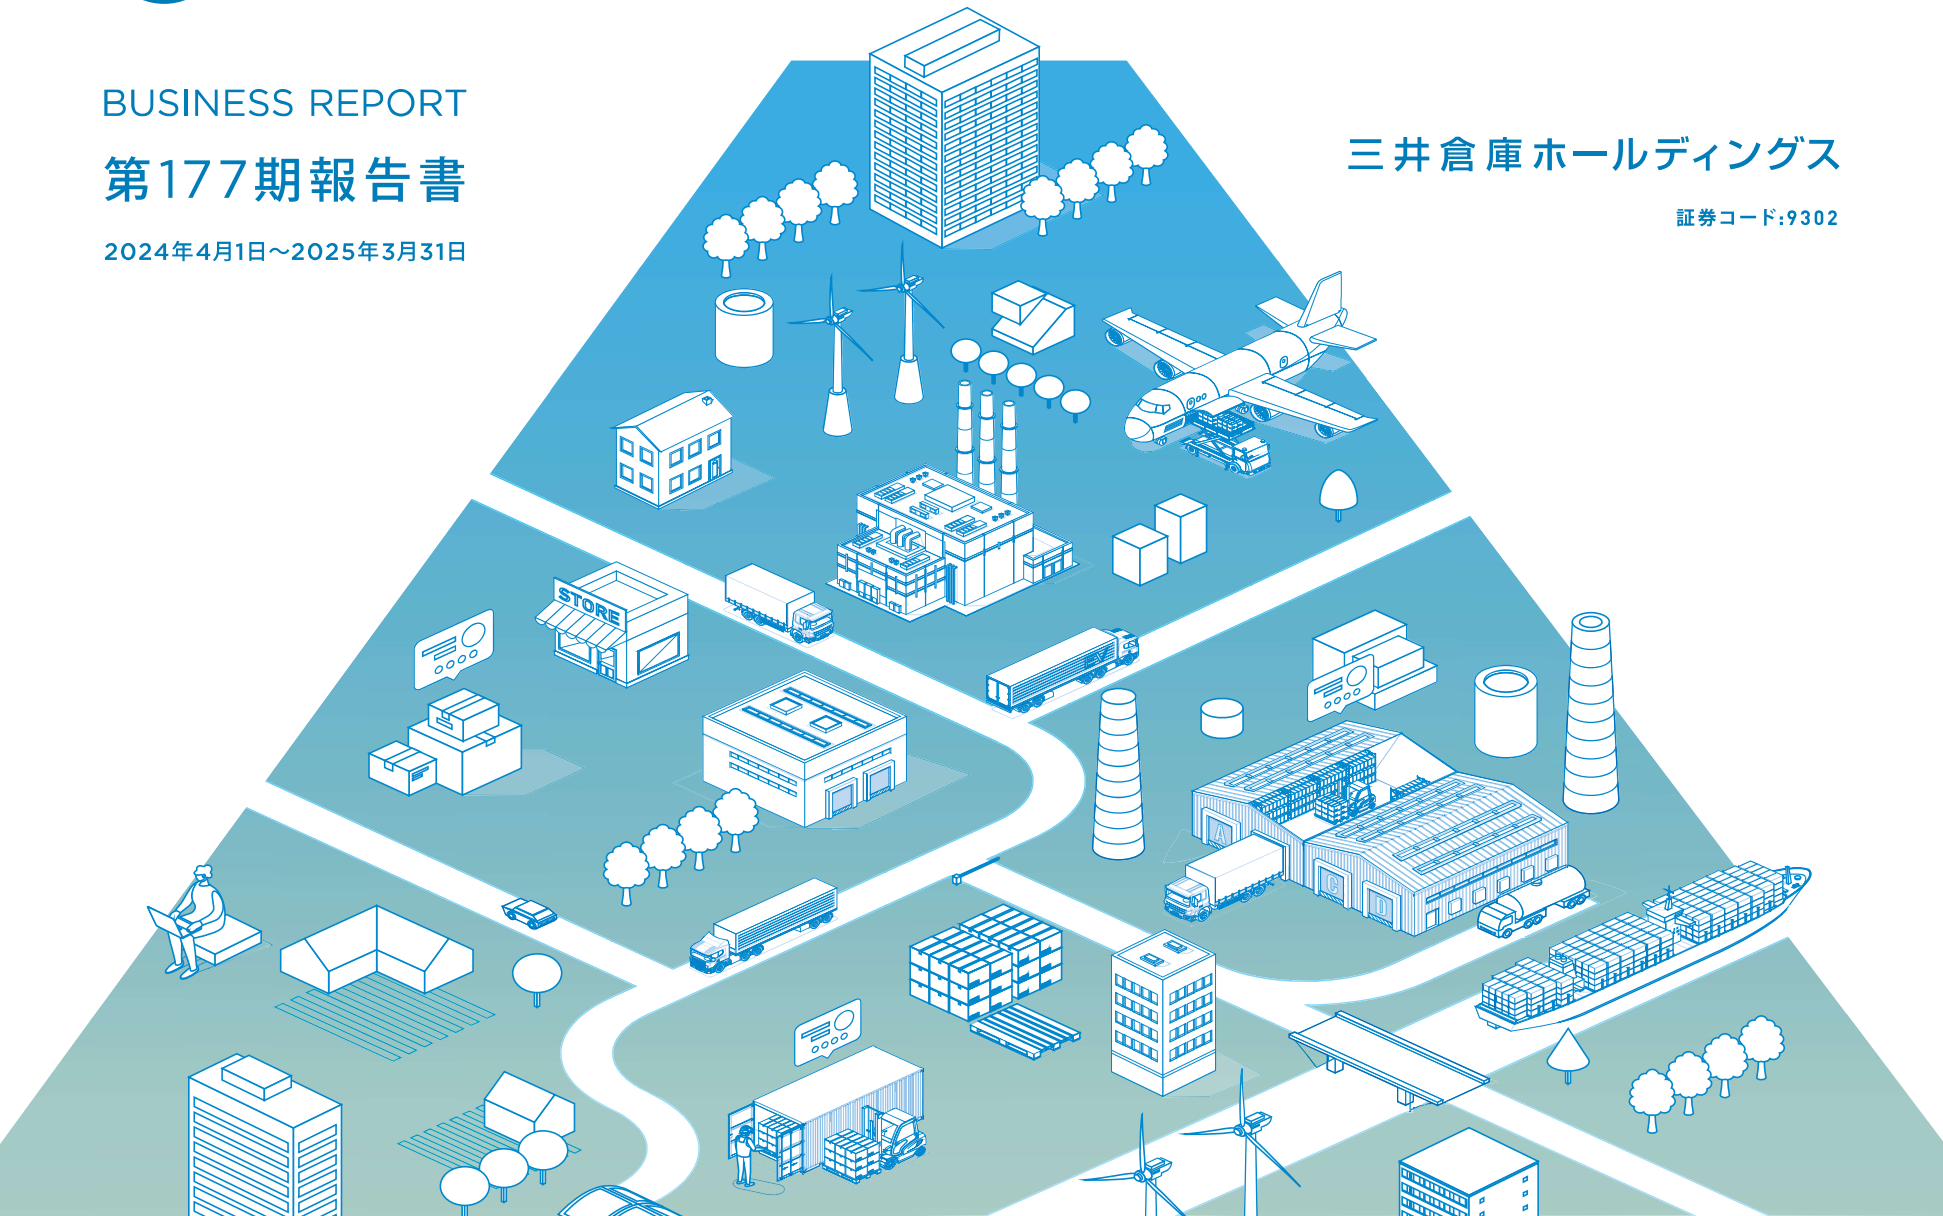 BUSINESS REPORT
第177期報告書
2024年4月1日～2025年3月31日
三井倉庫ホールディングス
証券コード:9302
STORE
EV
A
C
D